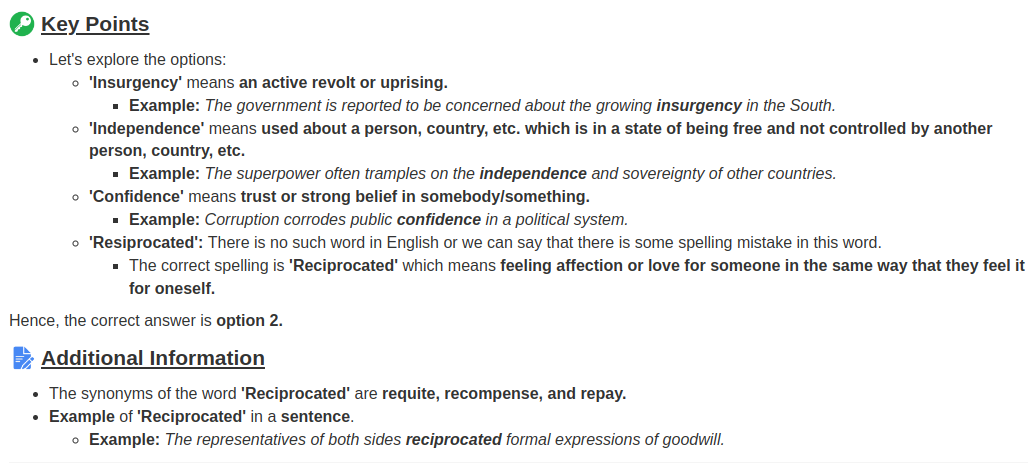 Key Points
Let's explore the options:
'Insurgency' means an active revolt or uprising.
Example: The government is reported to be concerned about the growing insurgency in the South.
'Independence' means used about a person, country, etc. which is in a state of being free and not controlled by another
person, country, etc.
Example: The superpower often tramples on the independence and sovereignty of other countries.
'Confidence' means trust or strong belief in somebody/something.
Example: Corruption corrodes public confidence in a political system.
'Resiprocated': There is no such word in English or we can say that there is some spelling mistake in this word.
The correct spelling is 'Reciprocated' which means feeling affection or love for someone in the same way that they feel it
for oneself.
Hence, the correct answer is option 2.
Additional Information
The synonyms of the word 'Reciprocated' are requite, recompense, and repay.
Example of 'Reciprocated' in a sentence.
Example: The representatives of both sides reciprocated formal expressions of goodwill.